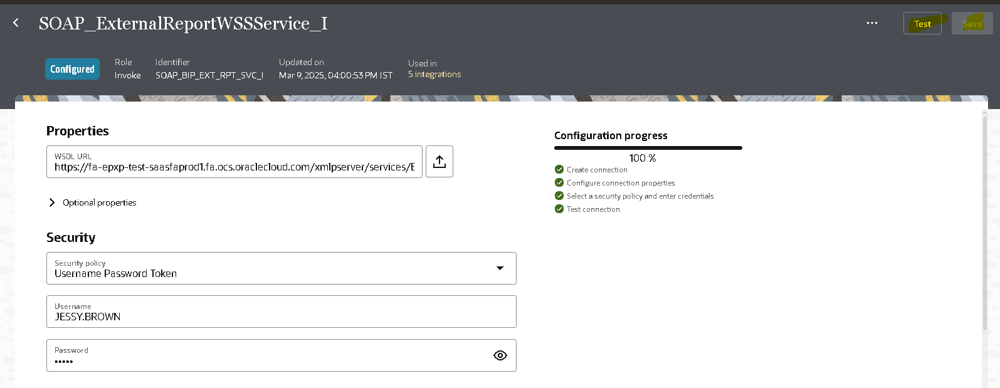 SOAP_ExternalReportWSSService_I
Test
Save
Configured
Role
Invoke
Identifier
SOAP_BIP_EXT_RPT_SVC_I
Updated on
Mar 9, 2025, 04:00:53 PM IST
Used in
5 integrations
Properties
WSDL URL
https://fa-epxp-test-saasfaprod1.fa.ocs.oraclecloud.com/xmlpserver/services/E
Optional properties
Security
Security policy
Username Password Token
Username
JESSY.BROWN
Password
•••••
Configuration progress
100 %
Create connection
Configure connection properties
Select a security policy and enter credentials
Test connection